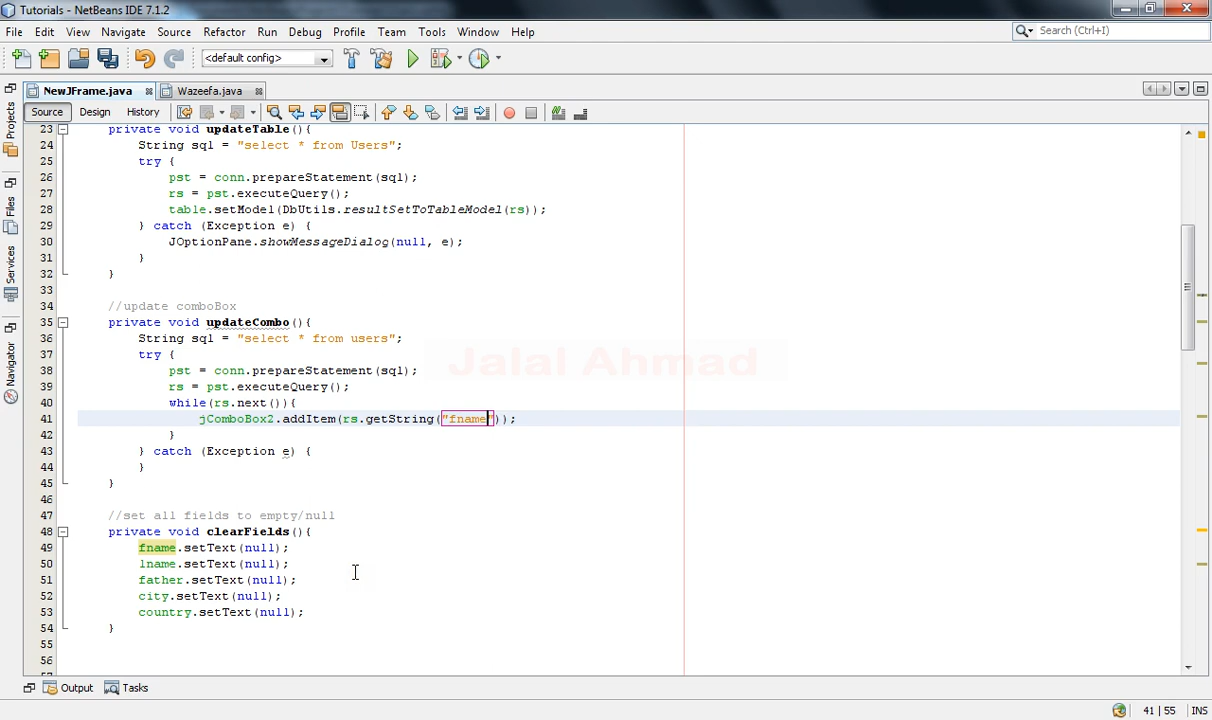 Tutorials - NetBeans IDE 7.1.2
File Edit View Navigate Source Refactor Run Debug Profile Team Tools Window Help
Search (Ctrl+I)
<default config>
NewJFrame.java Wazeefa.java
Source Design History
Projects
Files
Services
Navigator
23 private void updateTable(){
24 String sql = "select * from Users";
25 try {
26 pst = conn.prepareStatement(sql);
27 rs = pst.executeQuery();
28 table.setModel(DbUtils.resultSetToTableModel(rs));
29 } catch (Exception e) {
30 JOptionPane.showMessageDialog(null, e);
31 }
32 }
33
34 //update comboBox
35 private void updateCombo(){
36 String sql = "select * from users";
37 try {
38 pst = conn.prepareStatement(sql);
39 rs = pst.executeQuery();
40 while(rs.next()){
41 jComboBox2.addItem(rs.getString("fname"));
42 }
43 } catch (Exception e) {
44 }
45 }
46
47 //set all fields to empty/null
48 private void clearFields(){
49 fname.setText(null);
50 lname.setText(null);
51 father.setText(null);
52 city.setText(null);
53 country.setText(null);
54 }
55
56
Jalal Ahmad
Output Tasks
41 | 55 INS